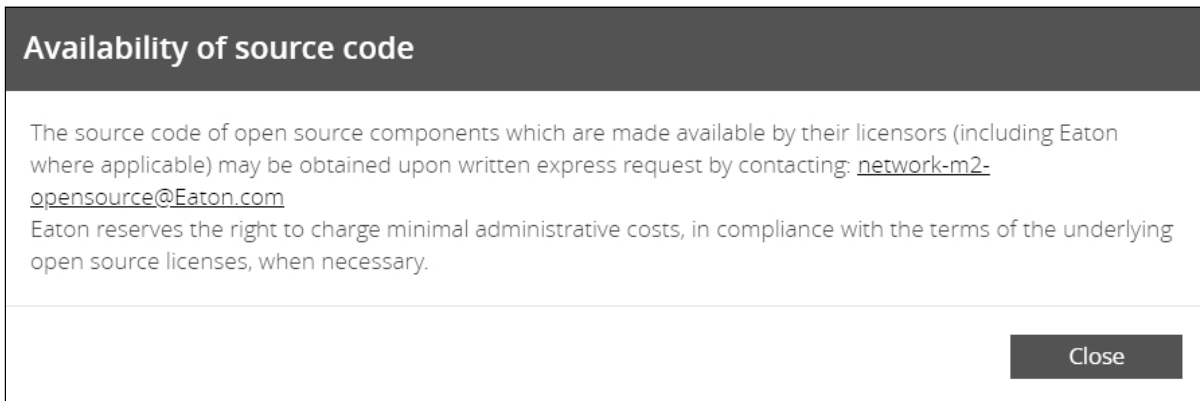 Availability of source code
The source code of open source components which are made available by their licensors (including Eaton
where applicable) may be obtained upon written express request by contacting: network-m2-
opensource@Eaton.com
Eaton reserves the right to charge minimal administrative costs, in compliance with the terms of the underlying
open source licenses, when necessary.
Close